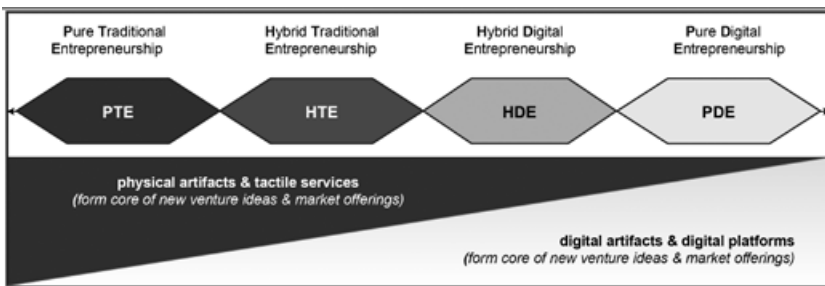 Pure Traditional
Entrepreneurship
Hybrid Traditional
Entrepreneurship
Hybrid Digital
Entrepreneurship
Pure Digital
Entrepreneurship
PTE
HTE
HDE
PDE
physical artifacts & tactile services
(form core of new venture ideas & market offerings)
digital artifacts & digital platforms
(form core of new venture ideas & market offerings)